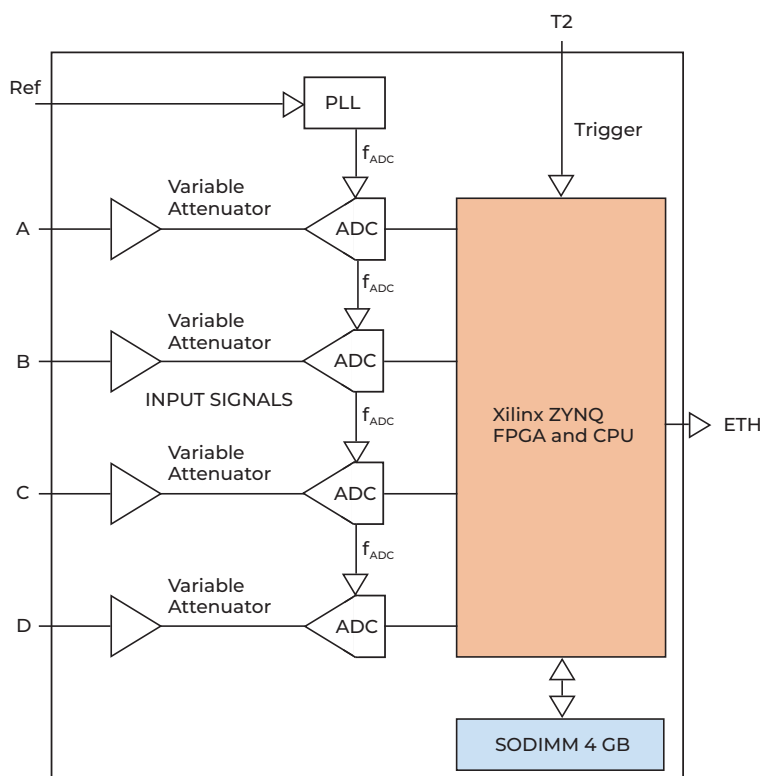 T2
Ref
PLL
Trigger
fADC
Variable
Attenuator
A
ADC
fADC
Variable
Attenuator
B
ADC
INPUT SIGNALS
fADC
Xilinx ZYNQ
FPGA and CPU
ETH
Variable
Attenuator
C
ADC
fADC
Variable
Attenuator
D
ADC
SODIMM 4 GB